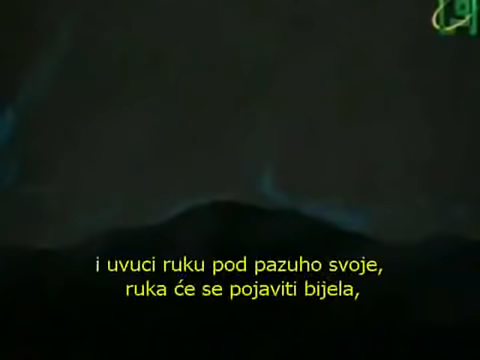 i uvuci ruku pod pazuho svoje,
ruka će se pojaviti bijela,